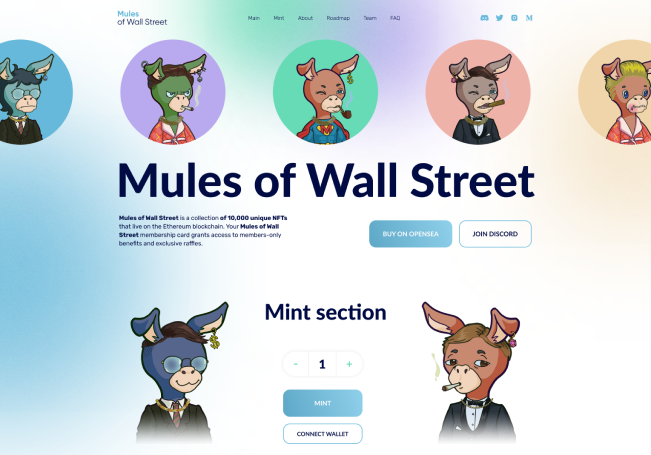 Mules
of Wall Street
Main Mint About Roadmap Team FAQ
Mules of Wall Street
Mules of Wall Street is a collection of 10,000 unique NFTs
that live on the Ethereum blockchain. Your Mules of Wall
Street membership card grants access to members-only
benefits and exclusive raffles.
BUY ON OPENSEA JOIN DISCORD
Mint section
- 1 +
MINT
CONNECT WALLET